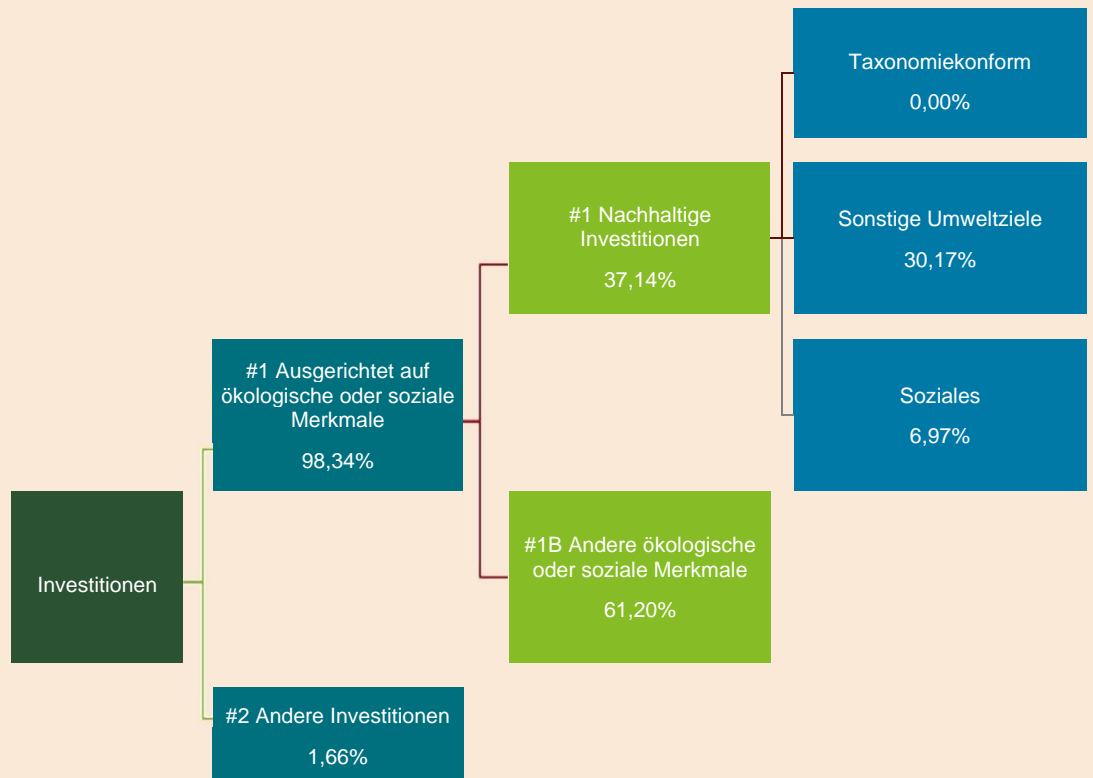 Taxonomiekonform
0,00%
#1 Nachhaltige
Investitionen
37,14%
Sonstige Umweltziele
30,17%
#1 Ausgerichtet auf
ökologische oder soziale
Merkmale
98,34%
Soziales
6,97%
Investitionen
#1B Andere ökologische
oder soziale Merkmale
61,20%
#2 Andere Investitionen
1,66%